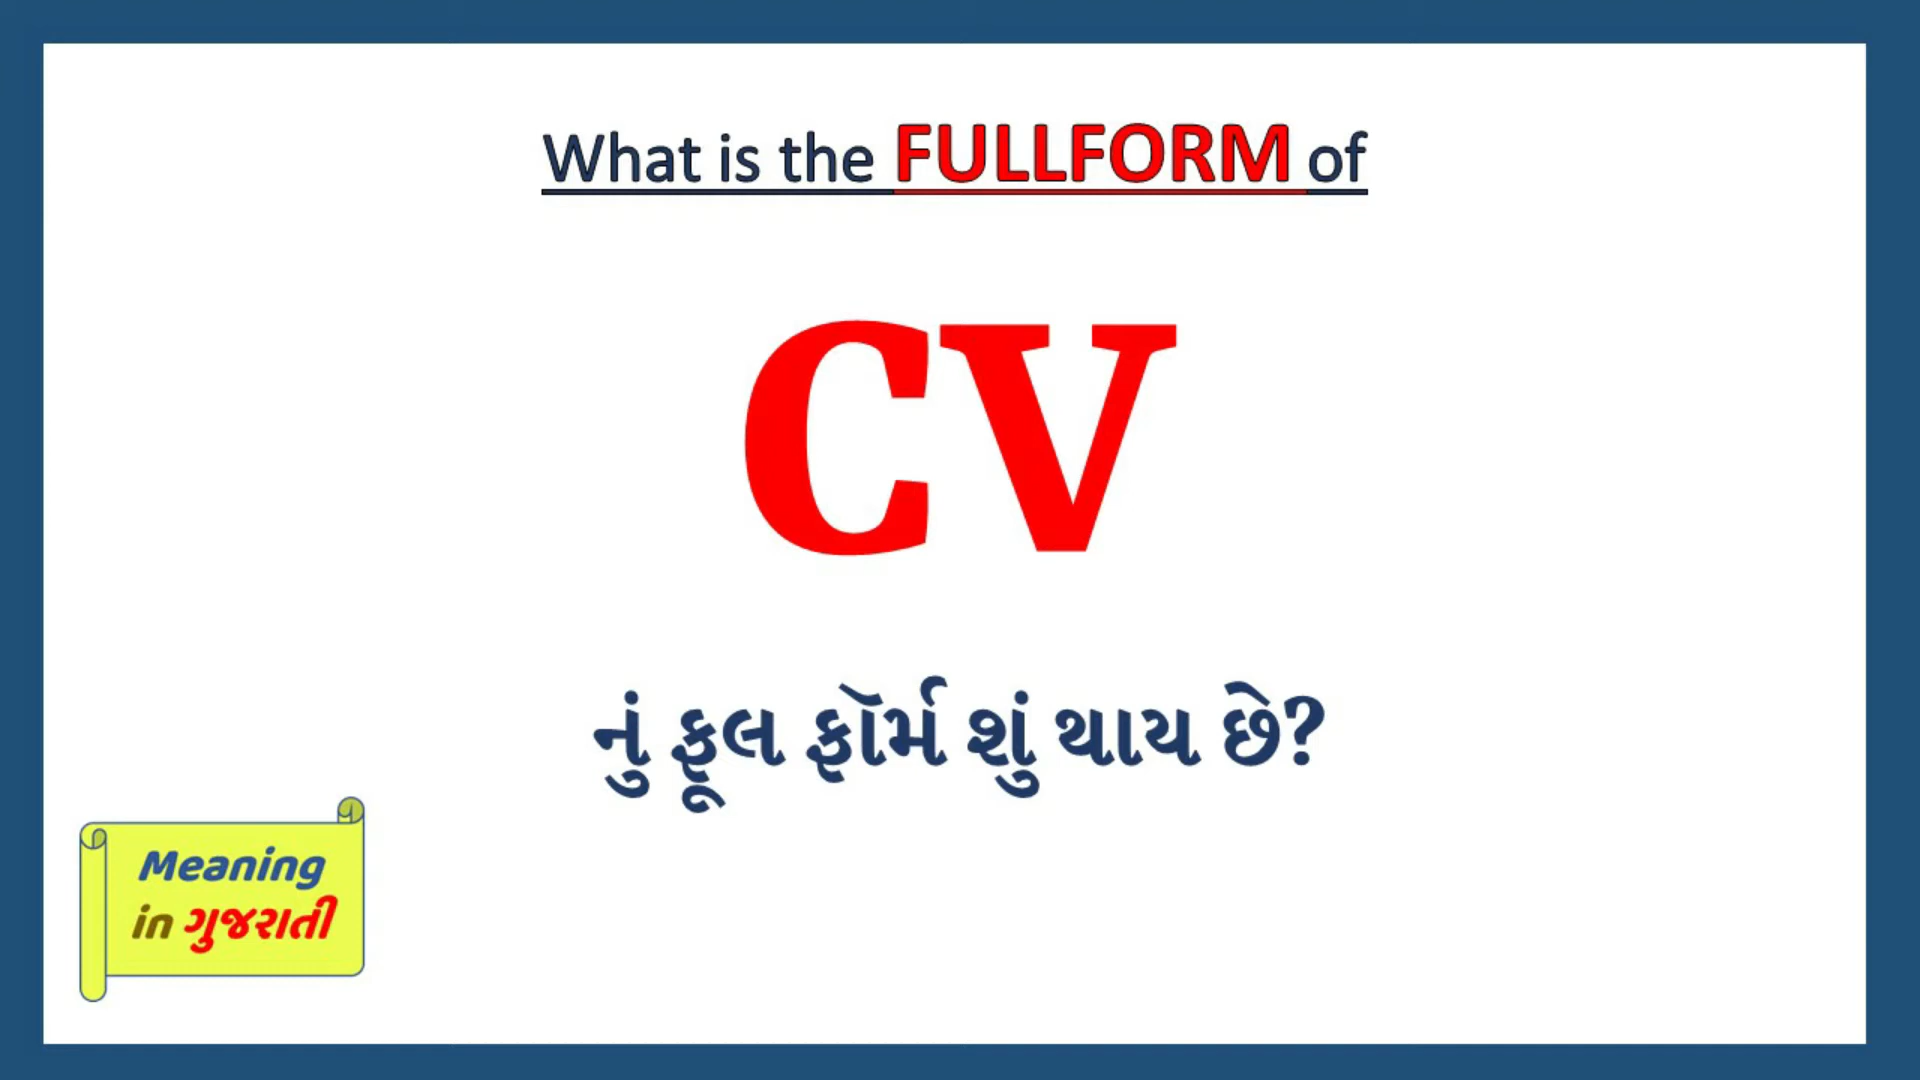 What is the FULLFORM of
CV
નું ફૂલ ફૉર્મ શું થાય છે?
Meaning
in ગુજરાતી